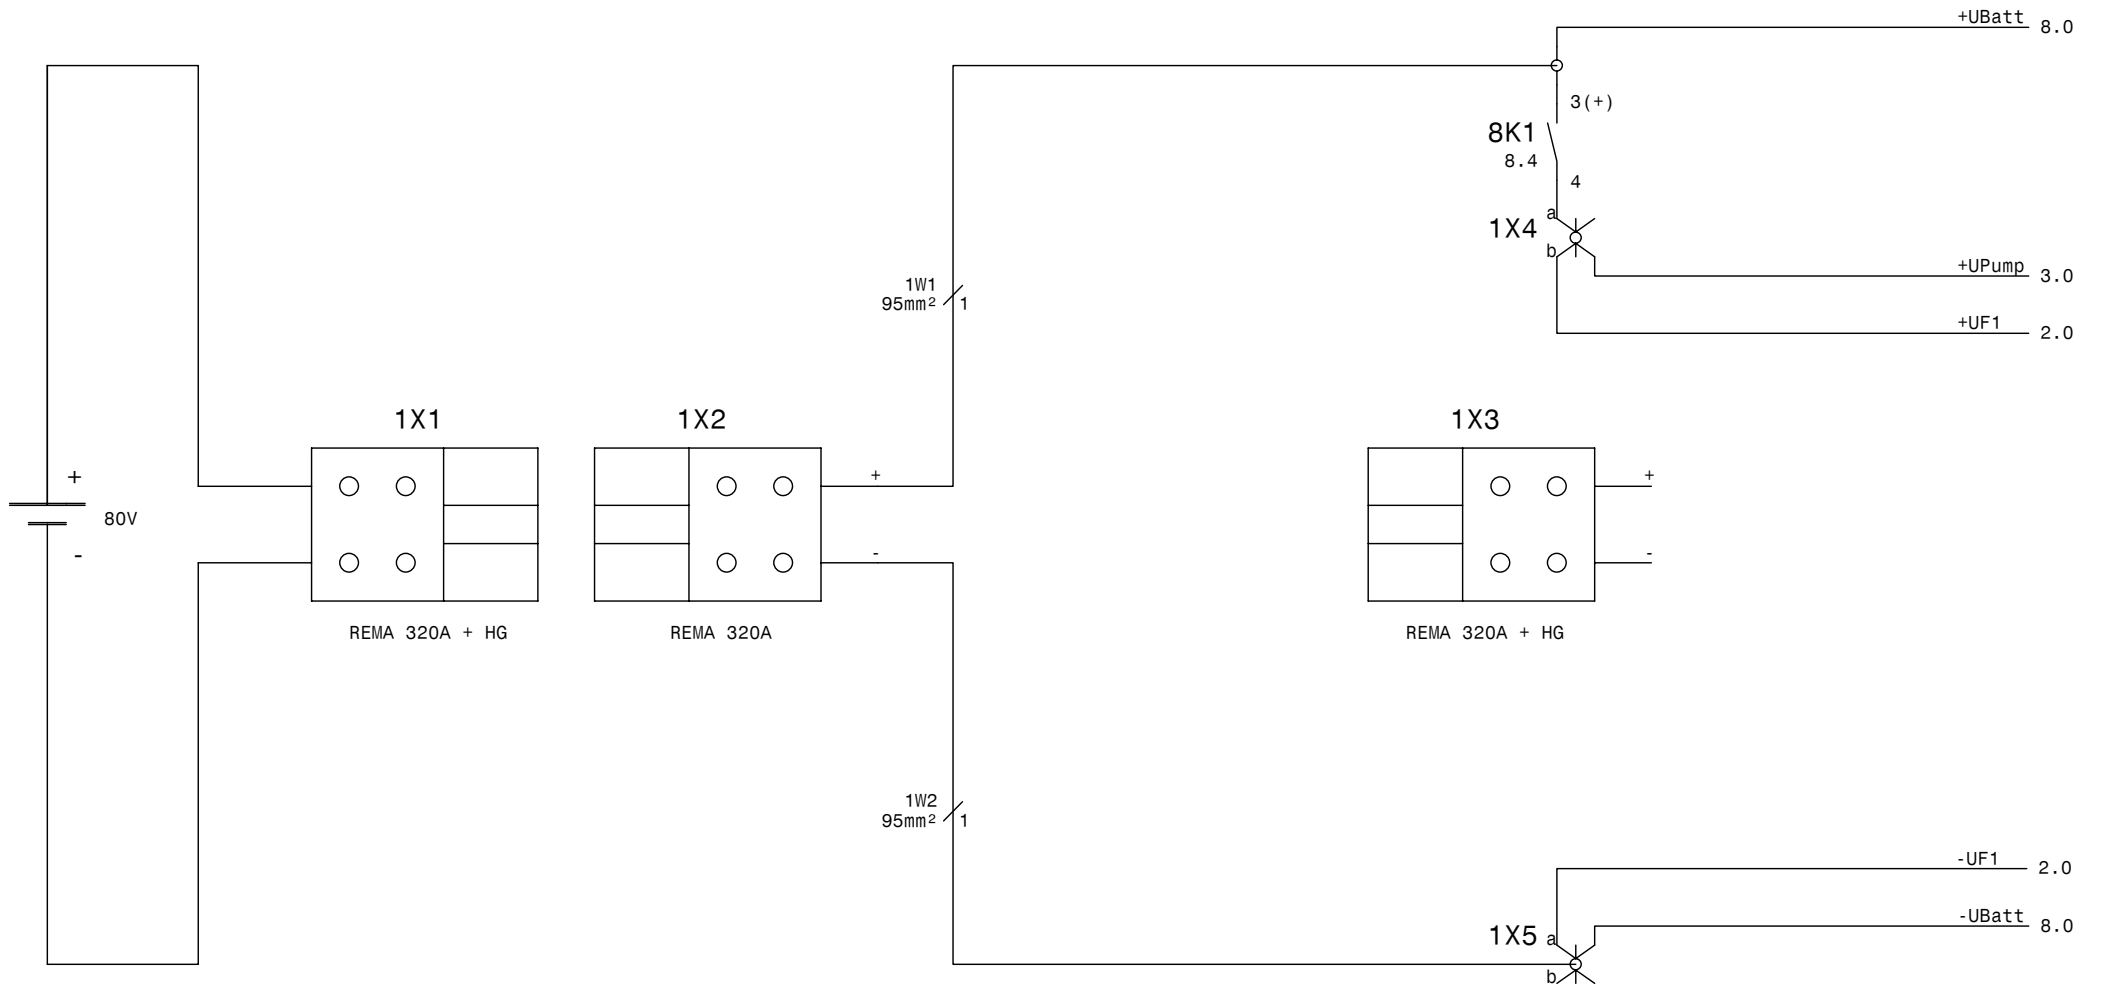 +UBatt 8.0
3(+)
8K1
8.4
4
a
1X4
b
+UPump 3.0
1W1
95mm² 1
+UF1 2.0
1X1
1X2
1X3
+
80V
-
+
-
+
-
REMA 320A + HG
REMA 320A
REMA 320A + HG
1W2
95mm² 1
-UF1 2.0
-UBatt 8.0
1X5 a
b